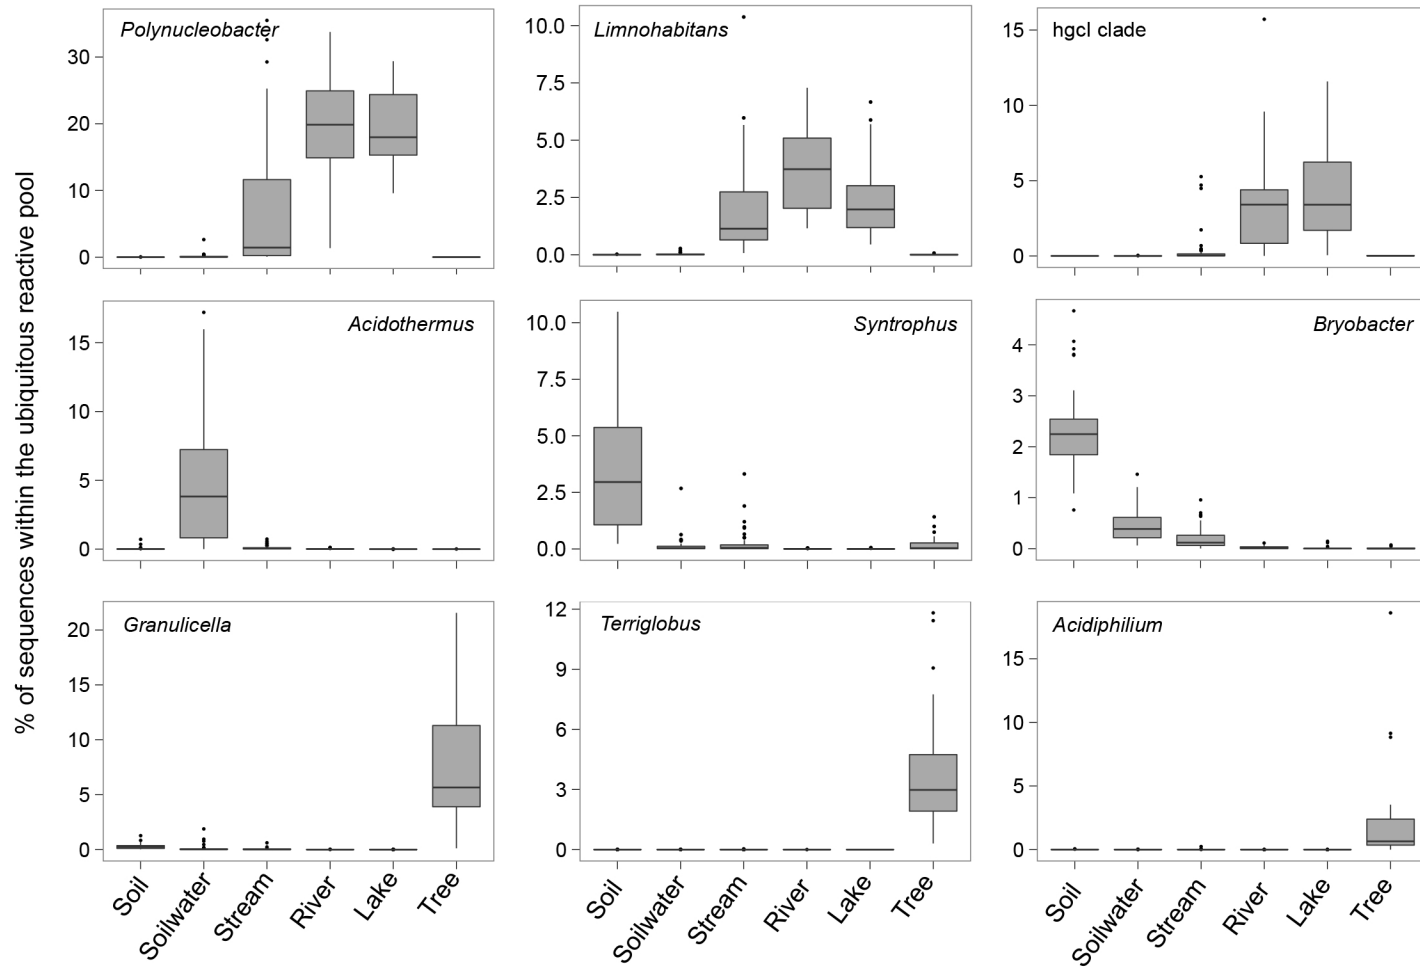 % of sequences within the ubiquitous reactive pool
Polynucleobacter
30
20
10
0
Limnohabitans
10.0
7.5
5.0
2.5
0.0
hgcI clade
15
10
5
0
Acidothermus
15
10
5
0
Syntrophus
10.0
7.5
5.0
2.5
0.0
Bryobacter
4
3
2
1
0
Granulicella
20
15
10
5
0
Terriglobus
12
9
6
3
0
Acidiphilium
15
10
5
0
Soil
Soilwater
Stream
River
Lake
Tree
Soil
Soilwater
Stream
River
Lake
Tree
Soil
Soilwater
Stream
River
Lake
Tree